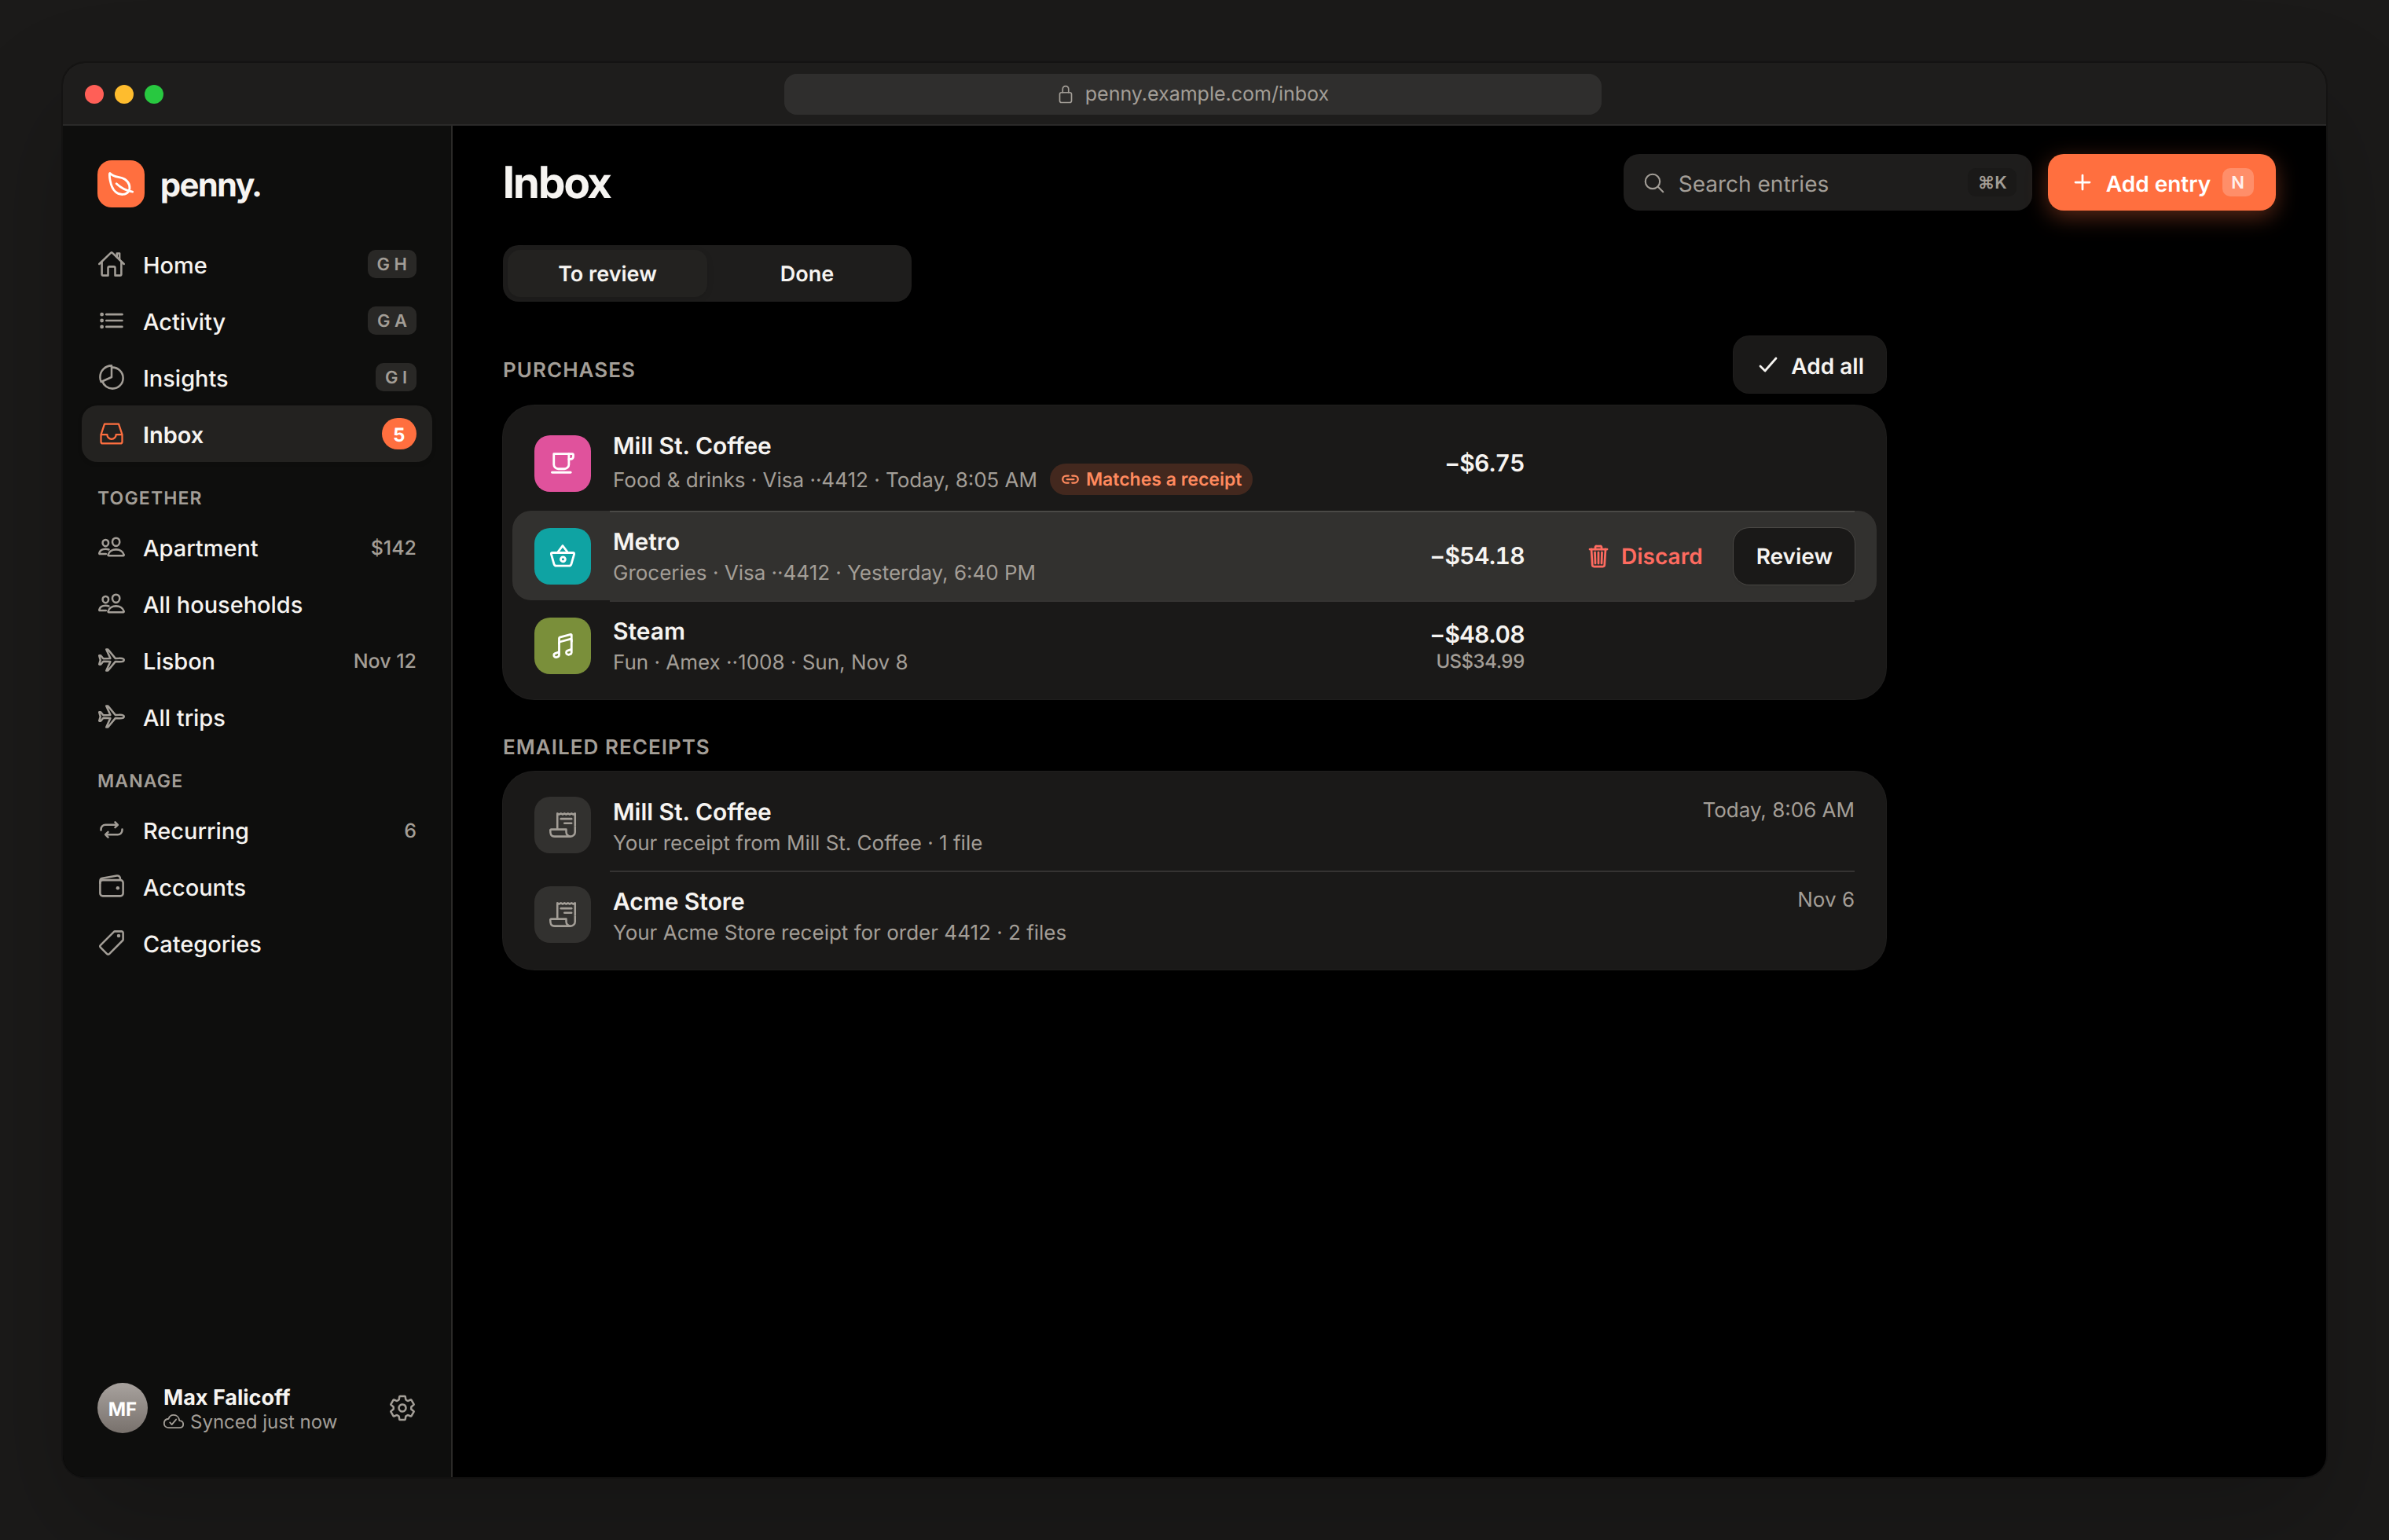 penny.example.com/inbox
penny.
Home G H
Activity G A
Insights G I
Inbox 5
TOGETHER
Apartment $142
All households
Lisbon Nov 12
All trips
MANAGE
Recurring 6
Accounts
Categories
MF
Max Falicoff
Synced just now
Inbox
Search entries ⌘K
+ Add entry N
To review Done
PURCHASES
Add all
Mill St. Coffee
Food & drinks · Visa ··4412 · Today, 8:05 AM Matches a receipt
−$6.75
Metro
Groceries · Visa ··4412 · Yesterday, 6:40 PM
−$54.18
Discard
Review
Steam
Fun · Amex ··1008 · Sun, Nov 8
−$48.08
US$34.99
EMAILED RECEIPTS
Mill St. Coffee
Your receipt from Mill St. Coffee · 1 file
Today, 8:06 AM
Acme Store
Your Acme Store receipt for order 4412 · 2 files
Nov 6